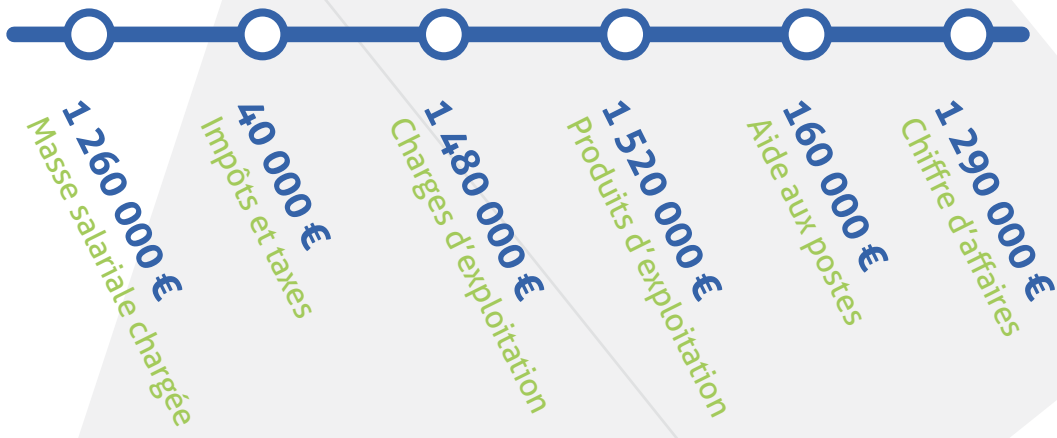 1 260 000 €
Masse salariale chargée
40 000 €
Impôts et taxes
1 480 000 €
Charges d'exploitation
1 520 000 €
Produits d'exploitation
160 000 €
Aide aux postes
1 290 000 €
Chiffre d'affaires